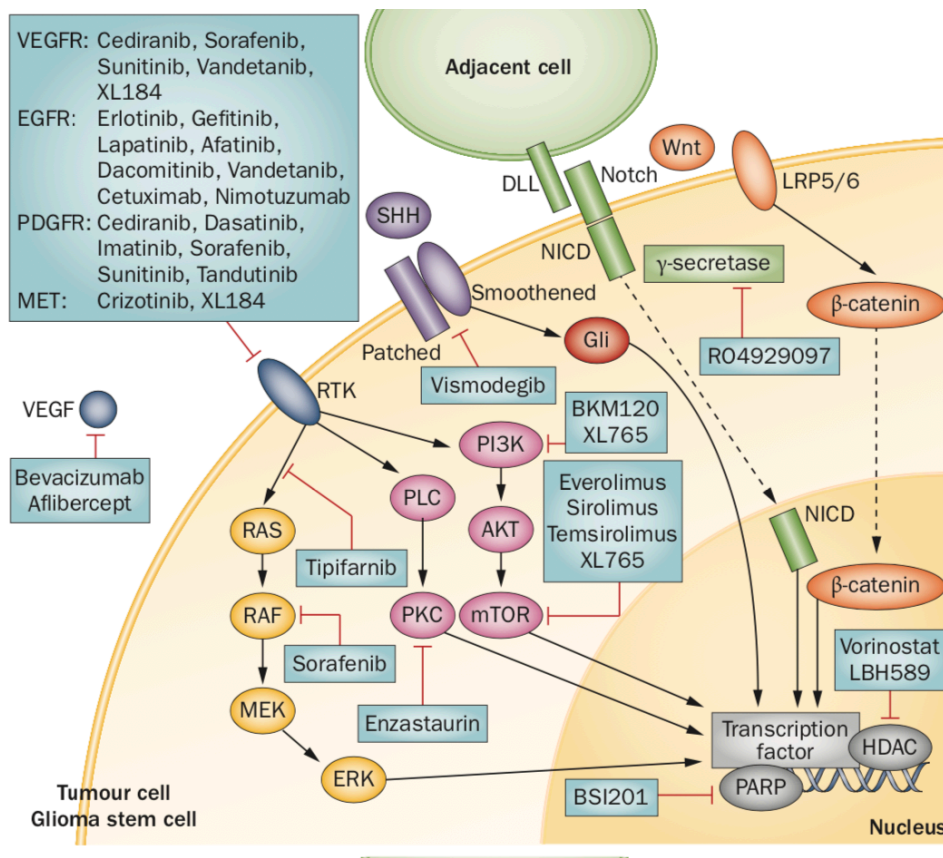 VEGFR: Cediranib, Sorafenib,
Sunitinib, Vandetanib,
XL184
EGFR: Erlotinib, Gefitinib,
Lapatinib, Afatinib,
Dacomitinib, Vandetanib,
Cetuximab, Nimotuzumab
PDGFR: Cediranib, Dasatinib,
Imatinib, Sorafenib,
Sunitinib, Tandutinib
MET: Crizotinib, XL184
Adjacent cell
Wnt
LRP5/6
DLL
Notch
NICD
SHH
Smoothened
Patched
γ-secretase
β-catenin
Gli
RO4929097
Vismodegib
RTK
VEGF
Bevacizumab
Aflibercept
BKM120
XL765
PI3K
PLC
AKT
Everolimus
Sirolimus
Temsirolimus
XL765
RAS
Tipifarnib
NICD
β-catenin
RAF
PKC
mTOR
Sorafenib
Vorinostat
LBH589
MEK
Enzastaurin
Transcription
factor
HDAC
ERK
PARP
BSI201
Tumour cell
Glioma stem cell
Nucleus